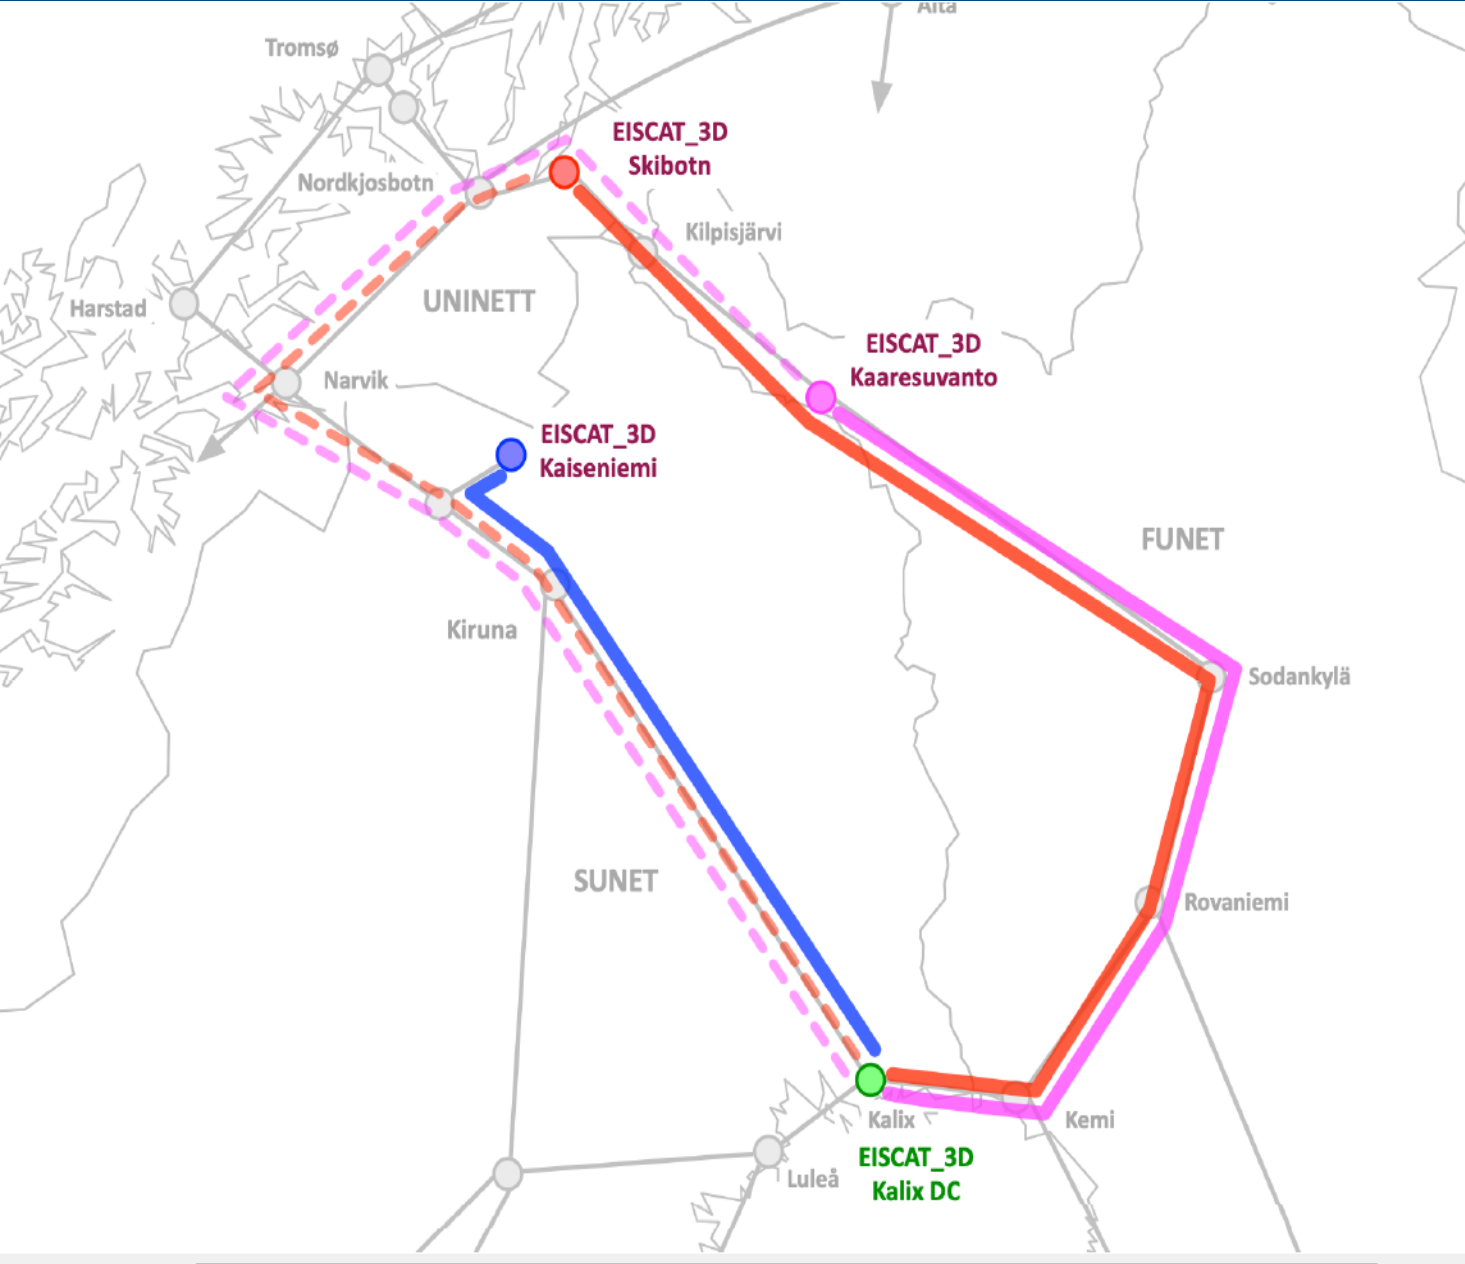 Alta
Tromsø
EISCAT_3D
Skibotn
Nordkjosbotn
Kilpisjärvi
UNINETT
Harstad
EISCAT_3D
Kaaresuvanto
Narvik
EISCAT_3D
Kaiseniemi
FUNET
Kiruna
Sodankylä
SUNET
Rovaniemi
Kalix
Kemi
EISCAT_3D
Kalix DC
Luleå